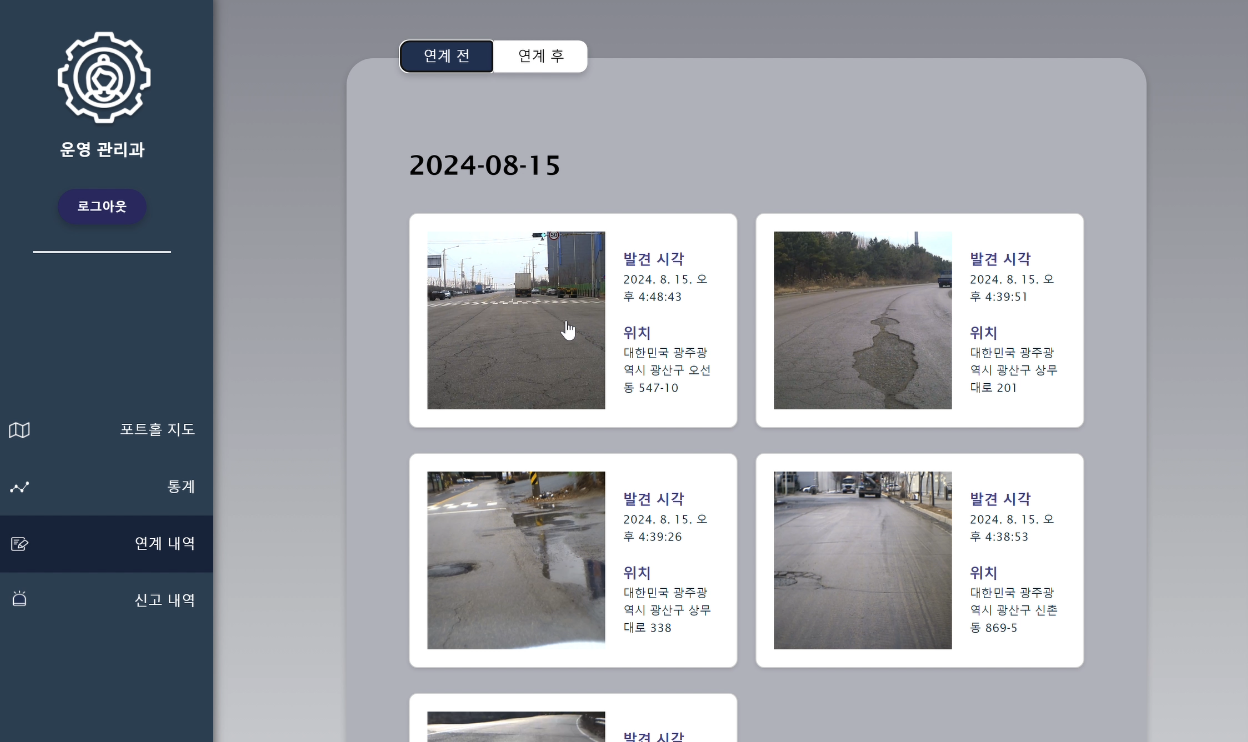 운영 관리과
로그아웃
포트홀 지도
통계
연계 내역
신고 내역
연계 전
연계 후
2024-08-15
발견 시각
2024. 8. 15. 오
후 4:48:43
위치
대한민국 광주광
역시 광산구 오선
동 547-10
발견 시각
2024. 8. 15. 오
후 4:39:51
위치
대한민국 광주광
역시 광산구 상무
대로 201
발견 시각
2024. 8. 15. 오
후 4:39:26
위치
대한민국 광주광
역시 광산구 상무
대로 338
발견 시각
2024. 8. 15. 오
후 4:38:53
위치
대한민국 광주광
역시 광산구 신촌
동 869-5
발견 시각